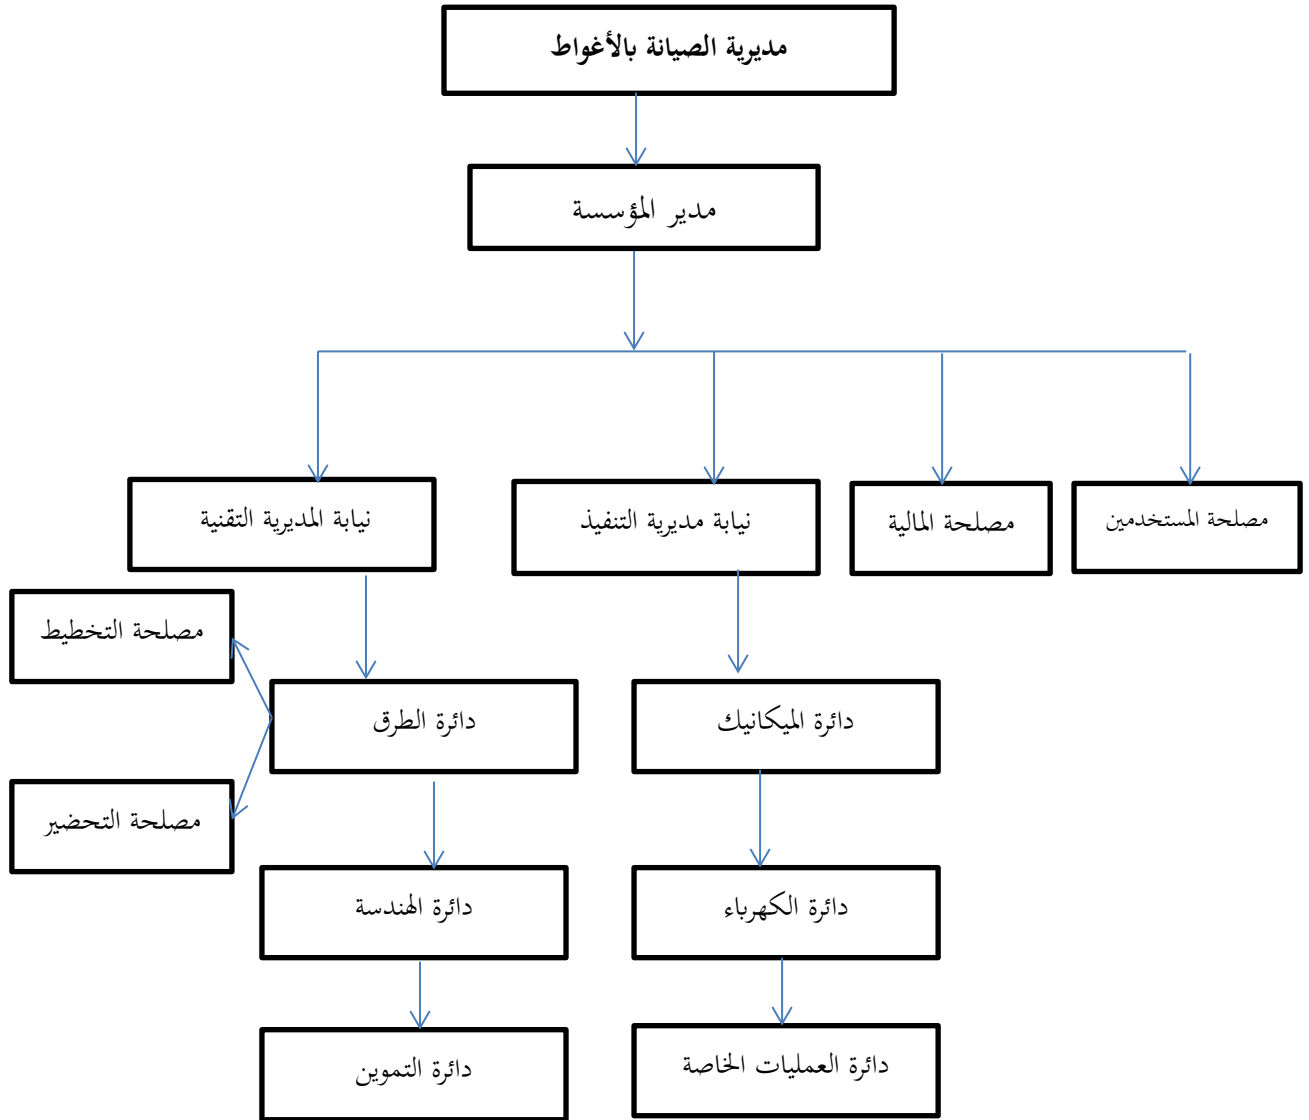 مديرية الصيانة بالأغواط
مدير المؤسسة
مصلحة المستخدمين
مصلحة المالية
نيابة مديرية التنفيذ
نيابة المديرية التقنية
مصلحة التخطيط
دائرة الميكانيك
دائرة الطرق
مصلحة التحضير
دائرة الكهرباء
دائرة الهندسة
دائرة العمليات الخاصة
دائرة التموين